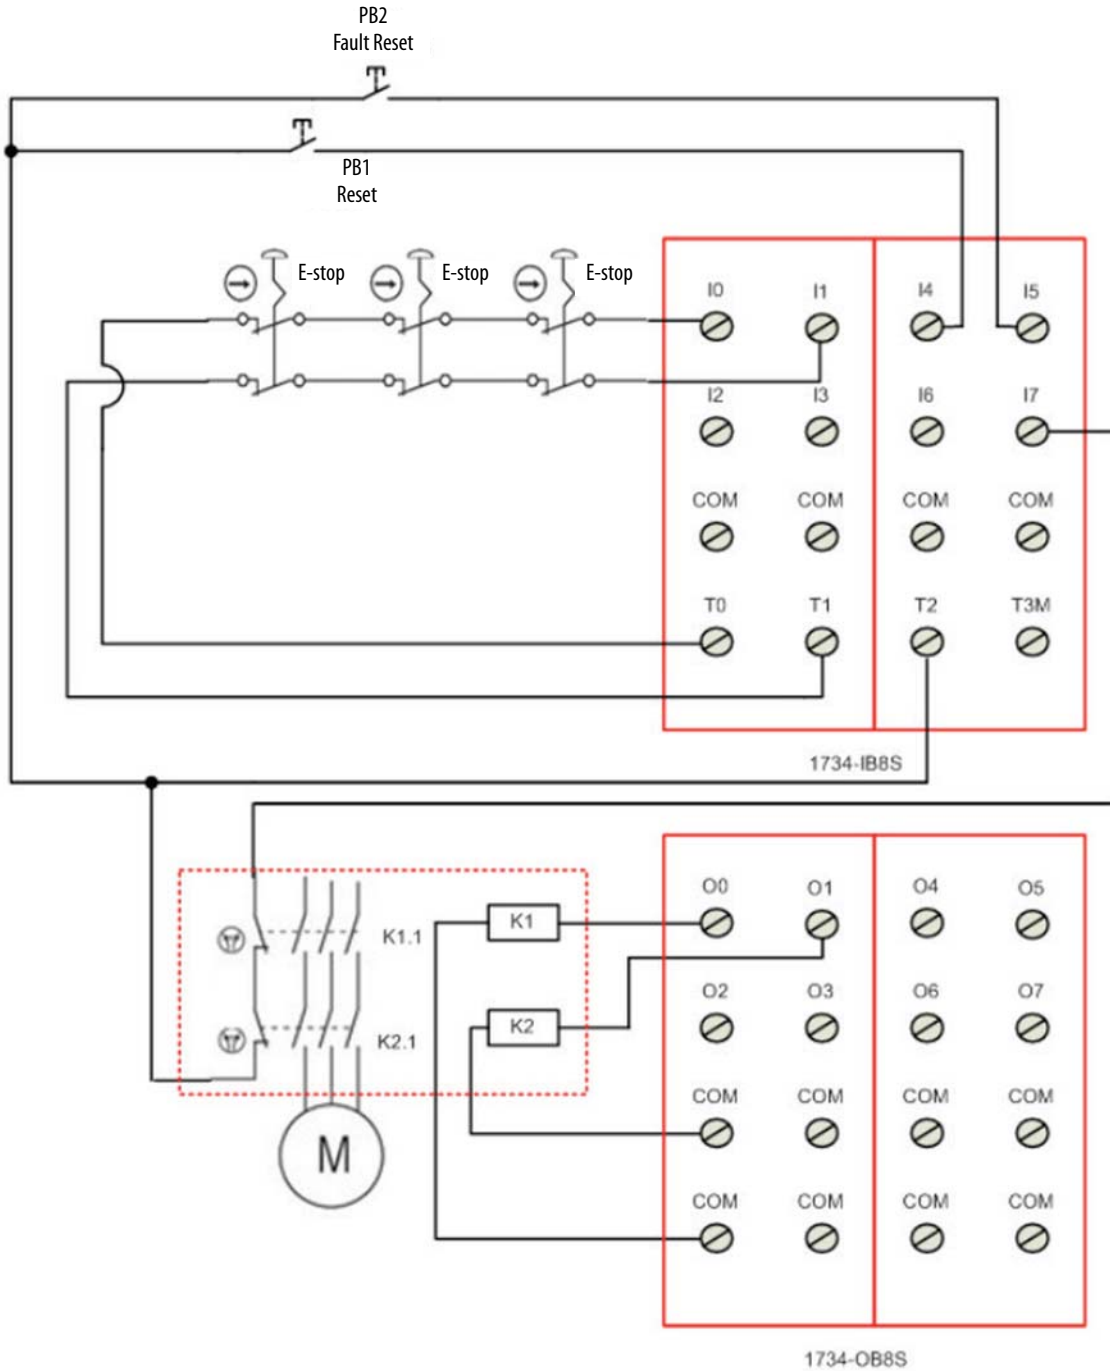 PB2
Fault Reset
PB1
Reset
E-stop E-stop E-stop
I0 I1 I4 I5
I2 I3 I6 I7
COM COM COM COM
T0 T1 T2 T3M
1734-IB8S
O0 O1 O4 O5
K1
K1.1
O2 O3 O6 O7
K2
K2.1
COM COM COM COM
M
COM COM COM COM
1734-OB8S